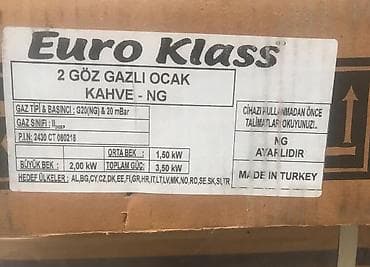 Euro Klass
2 GÖZ GAZLI OCAK
KAHVE - NG
GAZ TİPİ & BASINCI : G20(NG) & 20 mBar
GAZ SINIFI :
P.I.N: 2430 CT 080218
ORTA BEK : 1,50 kW
BÜYÜK BEK : 2,00 kW TOPLAM GÜÇ: 3,50 kW
HEDEF ÜLKELER : AL,BG,CY,CZ,DK,EE,FI,GR,HR,IT,LT,LV,MK,NO,RO,SE,SK,SI,TR
CİHAZI KULLANMADAN ÖNCE
TALİMATLARI OKUYUNUZ!..
NG
AYARLIDIR
MADE IN TURKEY